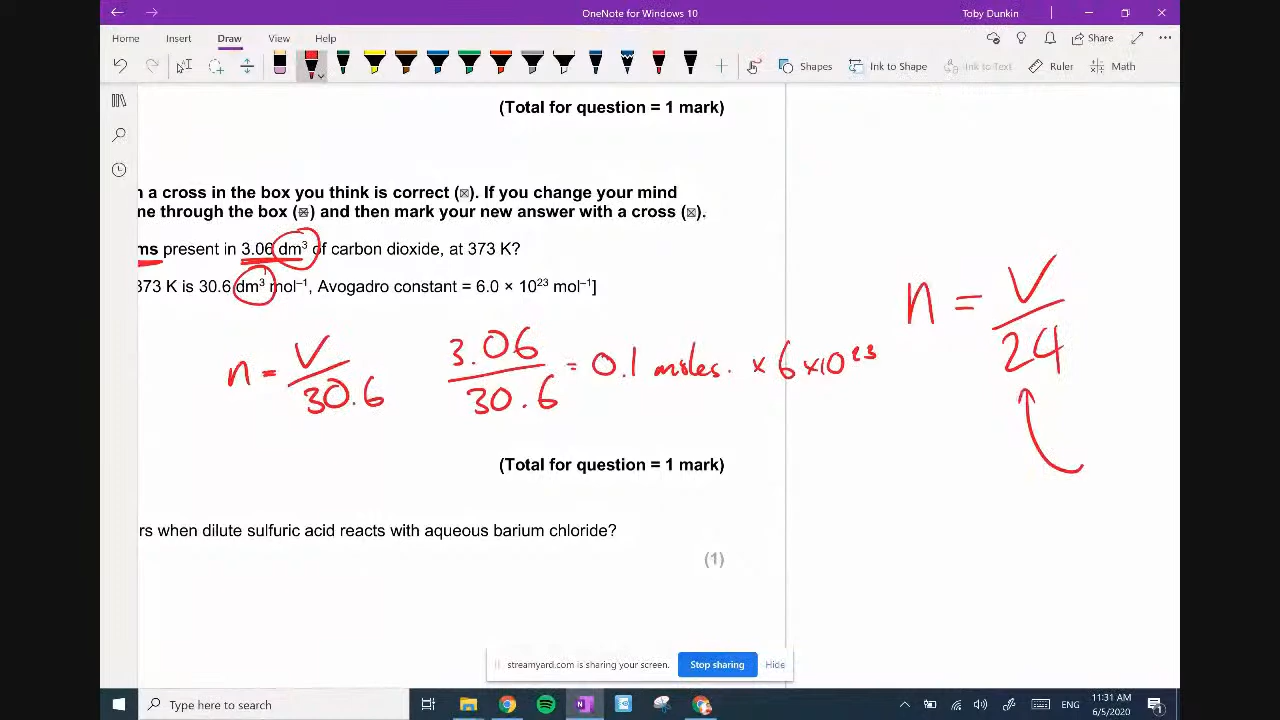 OneNote for Windows 10
Toby Dunkin
Home Insert Draw View Help
Share
Shapes Ink to Shape Ink to Text Ruler Math
(Total for question = 1 mark)
n a cross in the box you think is correct (☒). If you change your mind
ne through the box (☒) and then mark your new answer with a cross (☒).
ms present in 3.06 dm³ of carbon dioxide, at 373 K?
373 K is 30.6 dm³ mol⁻¹, Avogadro constant = 6.0 × 10²³ mol⁻¹]
n = V/24
n = V/30.6 3.06/30.6 = 0.1 moles. × 6 × 10²³
(Total for question = 1 mark)
rs when dilute sulfuric acid reacts with aqueous barium chloride?
(1)
streamyard.com is sharing your screen. Stop sharing Hide
Type here to search
ENG
11:31 AM
6/5/2020